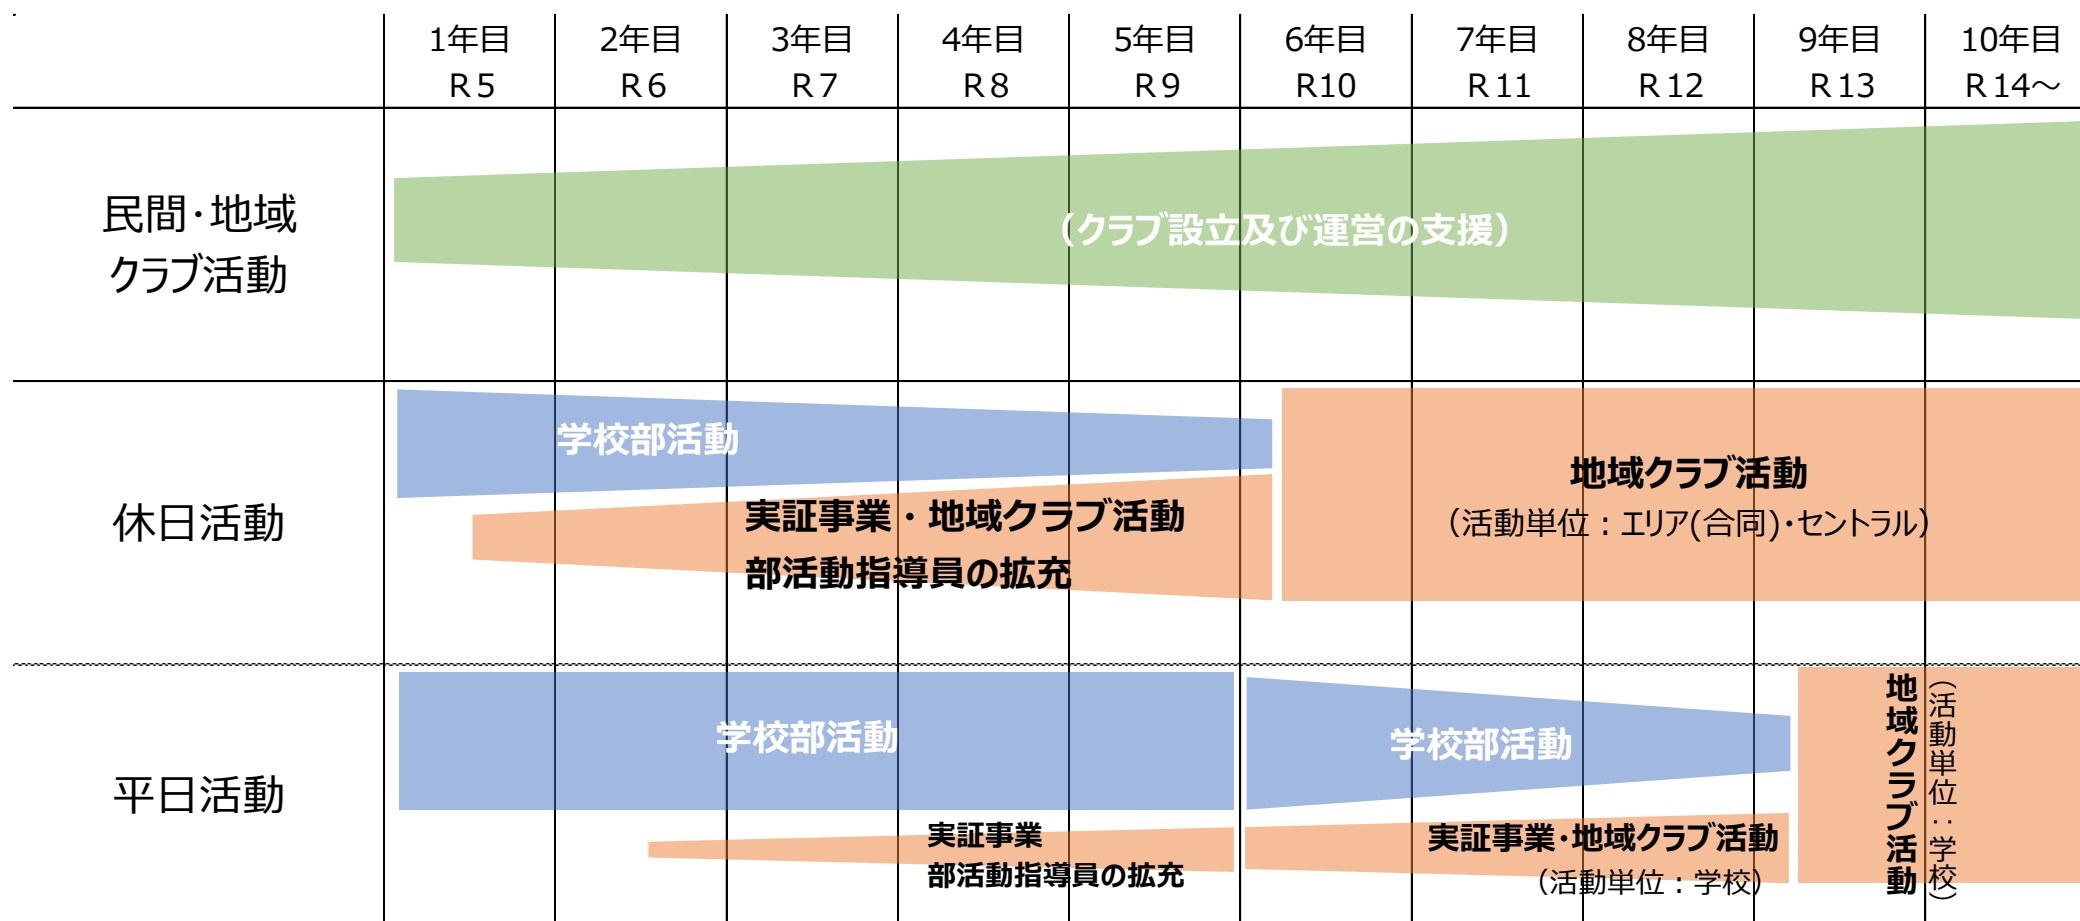 1年目 2年目 3年目 4年目 5年目 6年目 7年目 8年目 9年目 10年目
R5 R6 R7 R8 R9 R10 R11 R12 R13 R14～
民間・地域
クラブ活動
（クラブ設立及び運営の支援）
休日活動
学校部活動
実証事業・地域クラブ活動
部活動指導員の拡充
地域クラブ活動
（活動単位：エリア(合同)・セントラル）
平日活動
学校部活動
実証事業
部活動指導員の拡充
学校部活動
実証事業・地域クラブ活動
（活動単位：学校）
地域クラブ活動
（活動単位：学校）